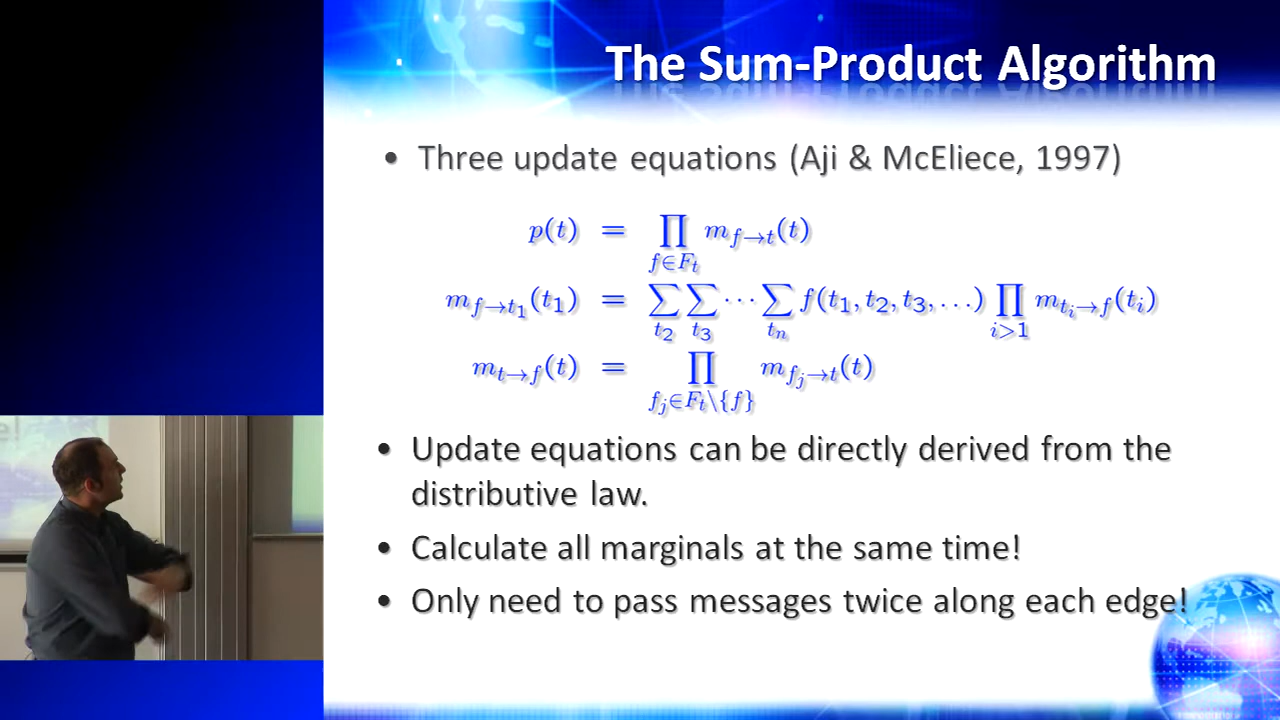 The Sum-Product Algorithm
• Three update equations (Aji & McEliece, 1997)
p(t) = ∏_{f∈F_t} m_{f→t}(t)
m_{f→t_1}(t_1) = ∑_{t_2} ∑_{t_3} ⋯ ∑_{t_n} f(t_1, t_2, t_3, …) ∏_{i>1} m_{t_i→f}(t_i)
m_{t→f}(t) = ∏_{f_j∈F_t\{f}} m_{f_j→t}(t)
• Update equations can be directly derived from the
distributive law.
• Calculate all marginals at the same time!
• Only need to pass messages twice along each edge!